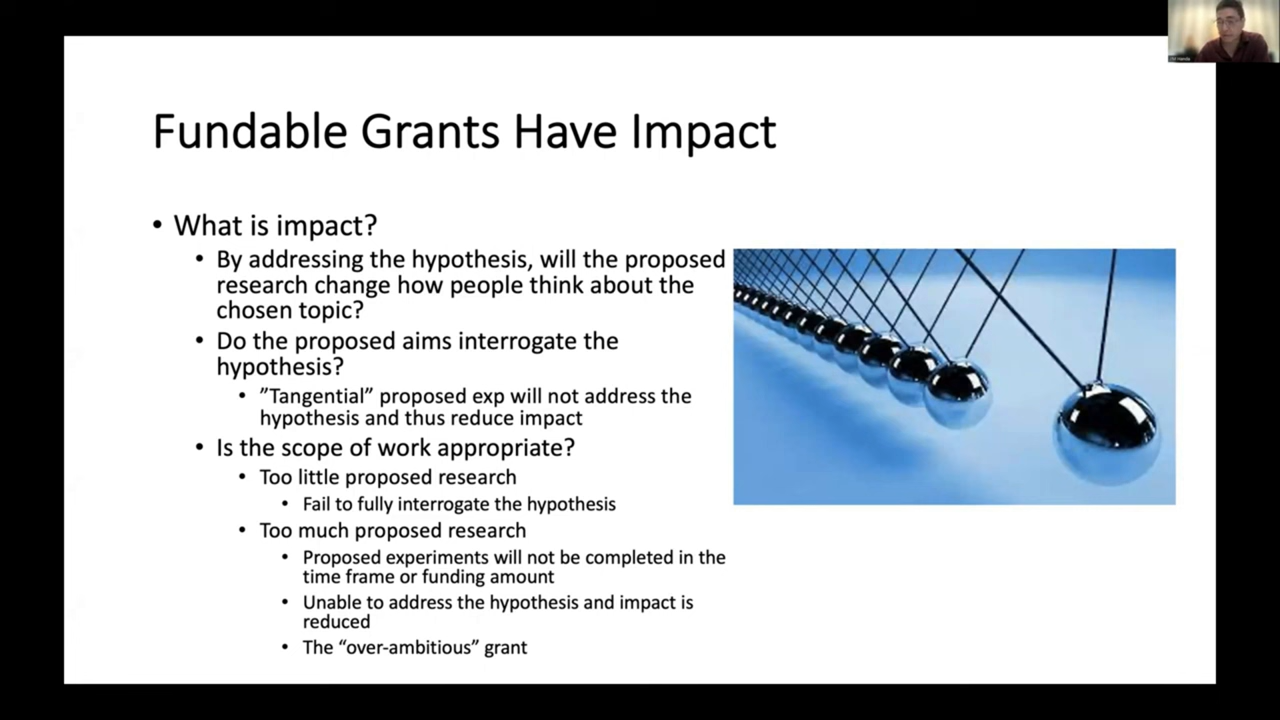 Fundable Grants Have Impact
• What is impact?
• By addressing the hypothesis, will the proposed
research change how people think about the
chosen topic?
• Do the proposed aims interrogate the
hypothesis?
• ”Tangential” proposed exp will not address the
hypothesis and thus reduce impact
• Is the scope of work appropriate?
• Too little proposed research
• Fail to fully interrogate the hypothesis
• Too much proposed research
• Proposed experiments will not be completed in the
time frame or funding amount
• Unable to address the hypothesis and impact is
reduced
• The “over-ambitious” grant